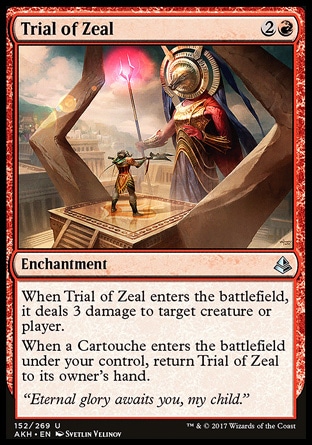 Trial of Zeal 2
Enchantment
When Trial of Zeal enters the battlefield,
it deals 3 damage to target creature or
player.
When a Cartouche enters the battlefield
under your control, return Trial of Zeal
to its owner's hand.
"Eternal glory awaits you, my child."
152/269 U
AKH • EN Svetlin Velinov
™ & © 2017 Wizards of the Coast